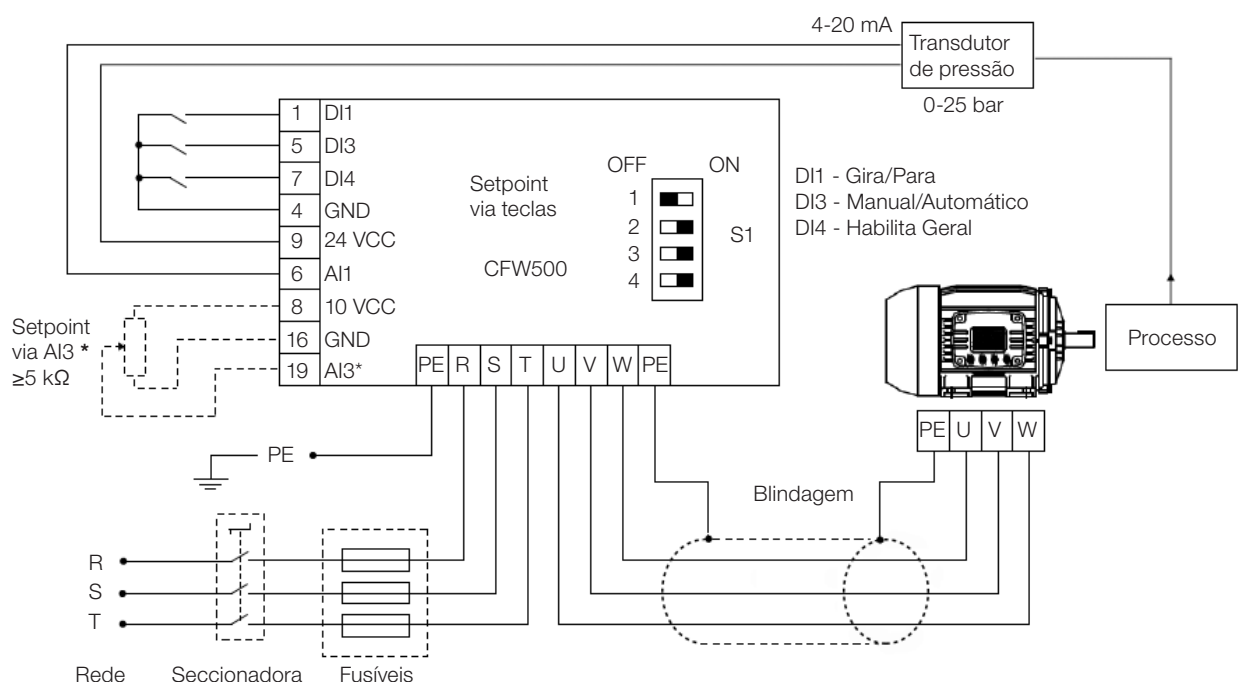 4-20 mA
Transdutor
de pressão
0-25 bar
1 DI1
5 DI3
7 DI4
4 GND
9 24 VCC
6 AI1
8 10 VCC
16 GND
19 AI3*
Setpoint
via teclas
CFW500
OFF ON
1
2
3
4
S1
DI1 - Gira/Para
DI3 - Manual/Automático
DI4 - Habilita Geral
Setpoint
via AI3 *
≥5 kΩ
PE R S T U V W PE
Processo
PE U V W
PE
Blindagem
R
S
T
Rede Seccionadora Fusíveis